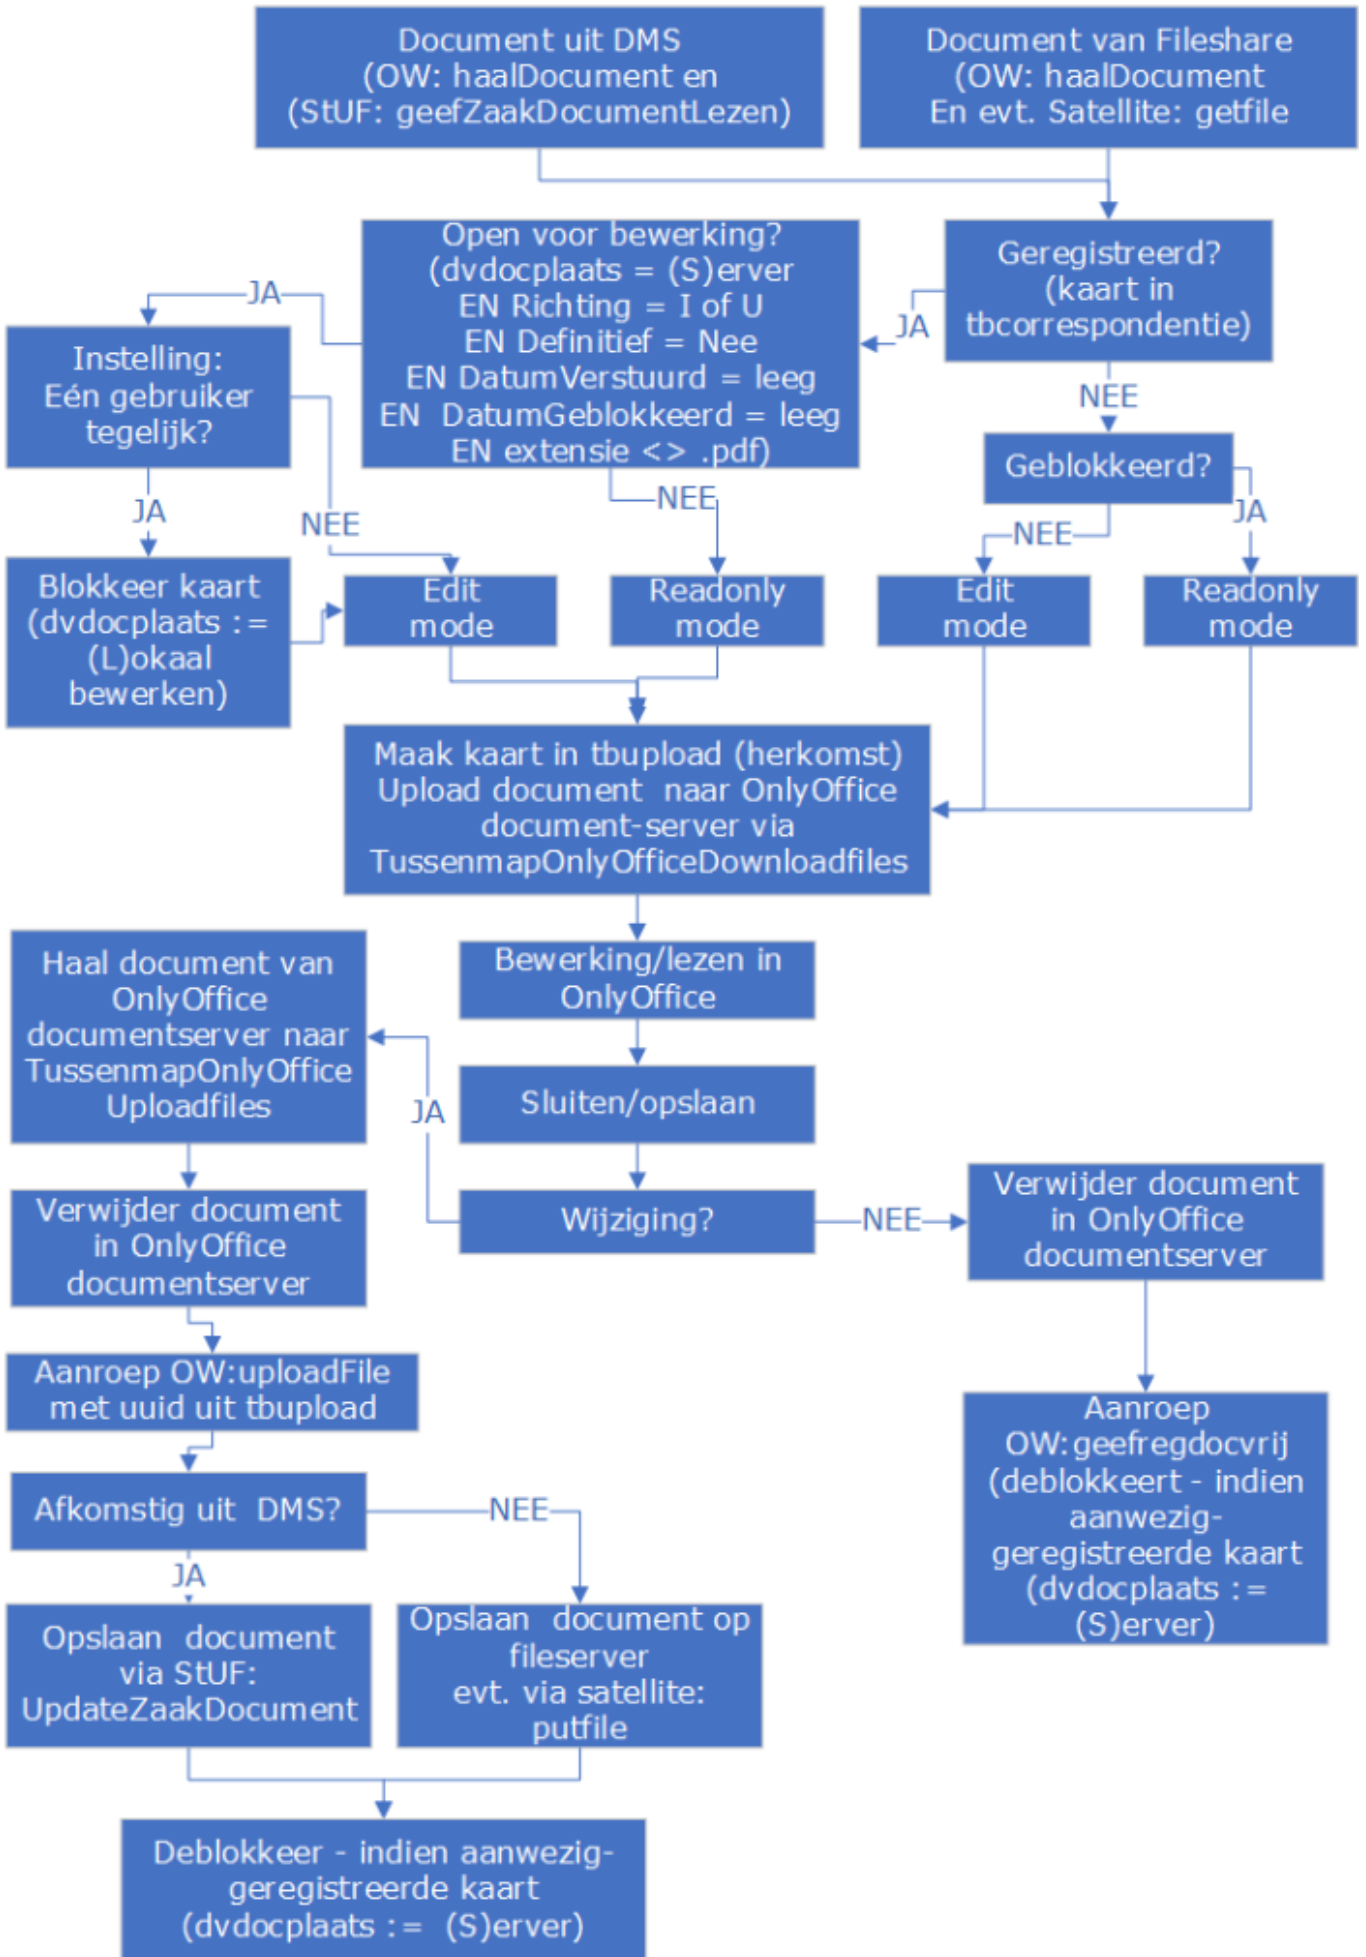 Document uit DMS
(OW: haalDocument en
(StUF: geefZaakDocumentLezen)
Document van Fileshare
(OW: haalDocument
En evt. Satellite: getfile
Geregistreerd?
(kaart in
tbcorrespondentie)
JA
NEE
Open voor bewerking?
(dvdocplaats = (S)erver
EN Richting = I of U
EN Definitief = Nee
EN DatumVerstuurd = leeg
EN DatumGeblokkeerd = leeg
EN extensie <> .pdf)
JA
NEE
Instelling:
Eén gebruiker
tegelijk?
JA
NEE
Geblokkeerd?
NEE
JA
Blokkeer kaart
(dvdocplaats :=
(L)okaal
bewerken)
Edit
mode
Readonly
mode
Edit
mode
Readonly
mode
Maak kaart in tbupload (herkomst)
Upload document naar OnlyOffice
document-server via
TussenmapOnlyOfficeDownloadfiles
Bewerking/lezen in
OnlyOffice
Sluiten/opslaan
Wijziging?
JA
NEE
Haal document van
OnlyOffice
documentserver naar
TussenmapOnlyOffice
Uploadfiles
Verwijder document
in OnlyOffice
documentserver
Verwijder document
in OnlyOffice
documentserver
Aanroep OW:uploadFile
met uuid uit tbupload
Aanroep
OW:geefregdocvrij
(deblokkeert - indien
aanwezig-
geregistreerde kaart
(dvdocplaats :=
(S)erver)
Afkomstig uit DMS?
NEE
JA
Opslaan document
via StUF:
UpdateZaakDocument
Opslaan document op
fileserver
evt. via satellite:
putfile
Deblokkeer - indien aanwezig-
geregistreerde kaart
(dvdocplaats := (S)erver)